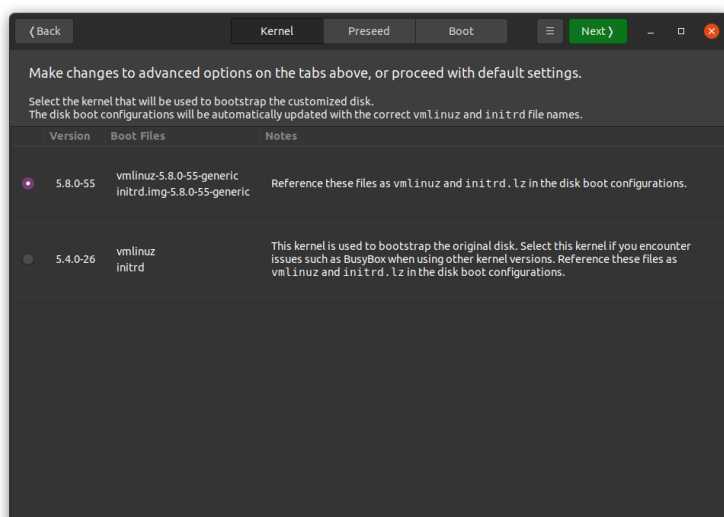 ❬Back
Kernel
Preseed
Boot
Next❭
Make changes to advanced options on the tabs above, or proceed with default settings.
Select the kernel that will be used to bootstrap the customized disk.
The disk boot configurations will be automatically updated with the correct vmlinuz and initrd file names.
Version Boot Files Notes
5.8.0-55
vmlinuz-5.8.0-55-generic
initrd.img-5.8.0-55-generic
Reference these files as vmlinuz and initrd.lz in the disk boot configurations.
5.4.0-26
vmlinuz
initrd
This kernel is used to bootstrap the original disk. Select this kernel if you encounter
issues such as BusyBox when using other kernel versions. Reference these files as
vmlinuz and initrd.lz in the disk boot configurations.